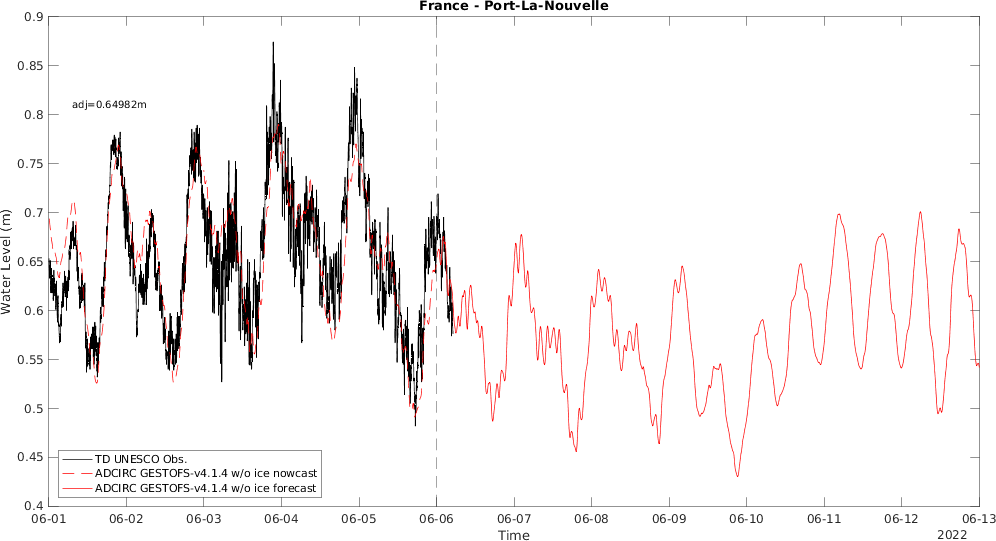 France - Port-La-Nouvelle
0.9
0.85
0.8
0.75
0.7
0.65
0.6
0.55
0.5
0.45
0.4
Water Level (m)
adj=0.64982m
TD UNESCO Obs.
ADCIRC GESTOFS-v4.1.4 w/o ice nowcast
ADCIRC GESTOFS-v4.1.4 w/o ice forecast
06-01 06-02 06-03 06-04 06-05 06-06 06-07 06-08 06-09 06-10 06-11 06-12 06-13
Time
2022